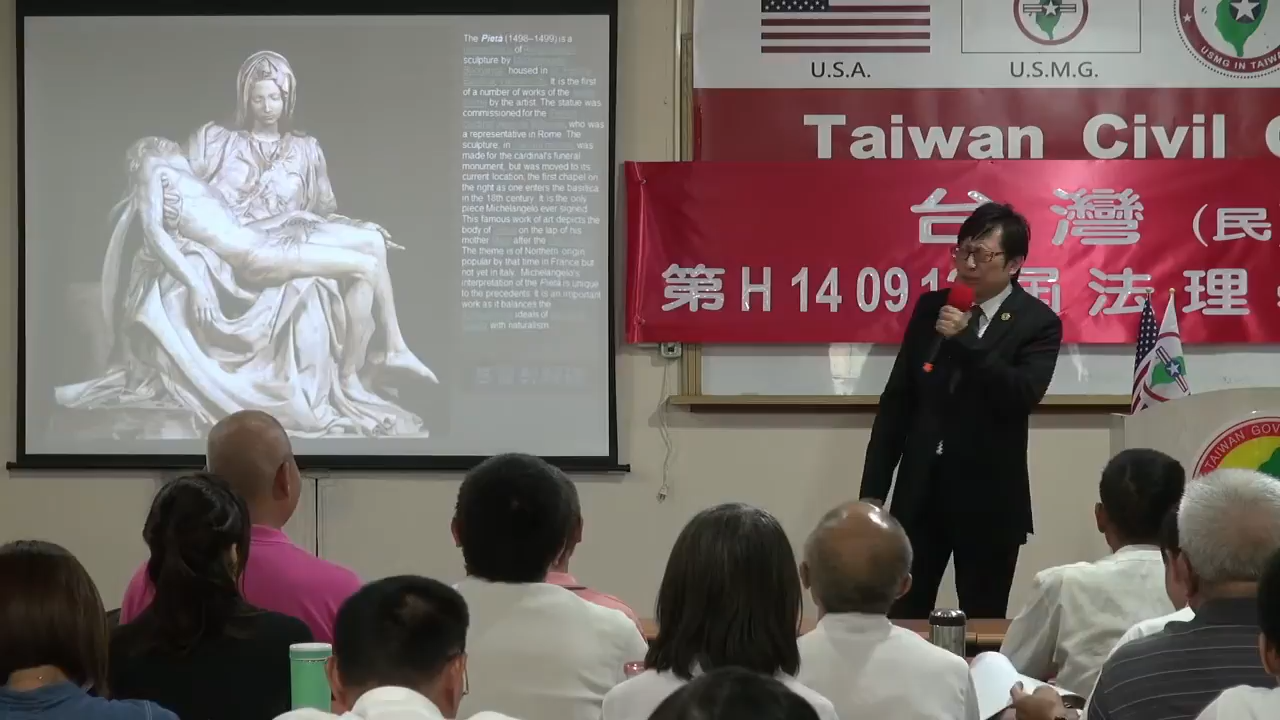 The Pietà (1498–1499) is a
of
sculpture by
housed in
It is the first
of a number of works of the
by the artist. The statue was
commissioned for the
who was
a representative in Rome. The
sculpture, in
was
made for the cardinal's funeral
monument, but was moved to its
current location, the first chapel on
the right as one enters the basilica
in the 18th century. It is the only
piece Michelangelo ever signed.
This famous work of art depicts the
body of
on the lap of his
mother
after the
The theme is of Northern origin,
popular by that time in France but
not yet in Italy. Michelangelo's
interpretation of the Pietà is unique
to the precedents. It is an important
work as it balances the
ideals of
with naturalism.
U.S.A.
U.S.M.G.
USMG IN TAIWA
Taiwan Civil
台灣 (民
第 H 14 09 1 屆 法 理
TAIWAN GOV